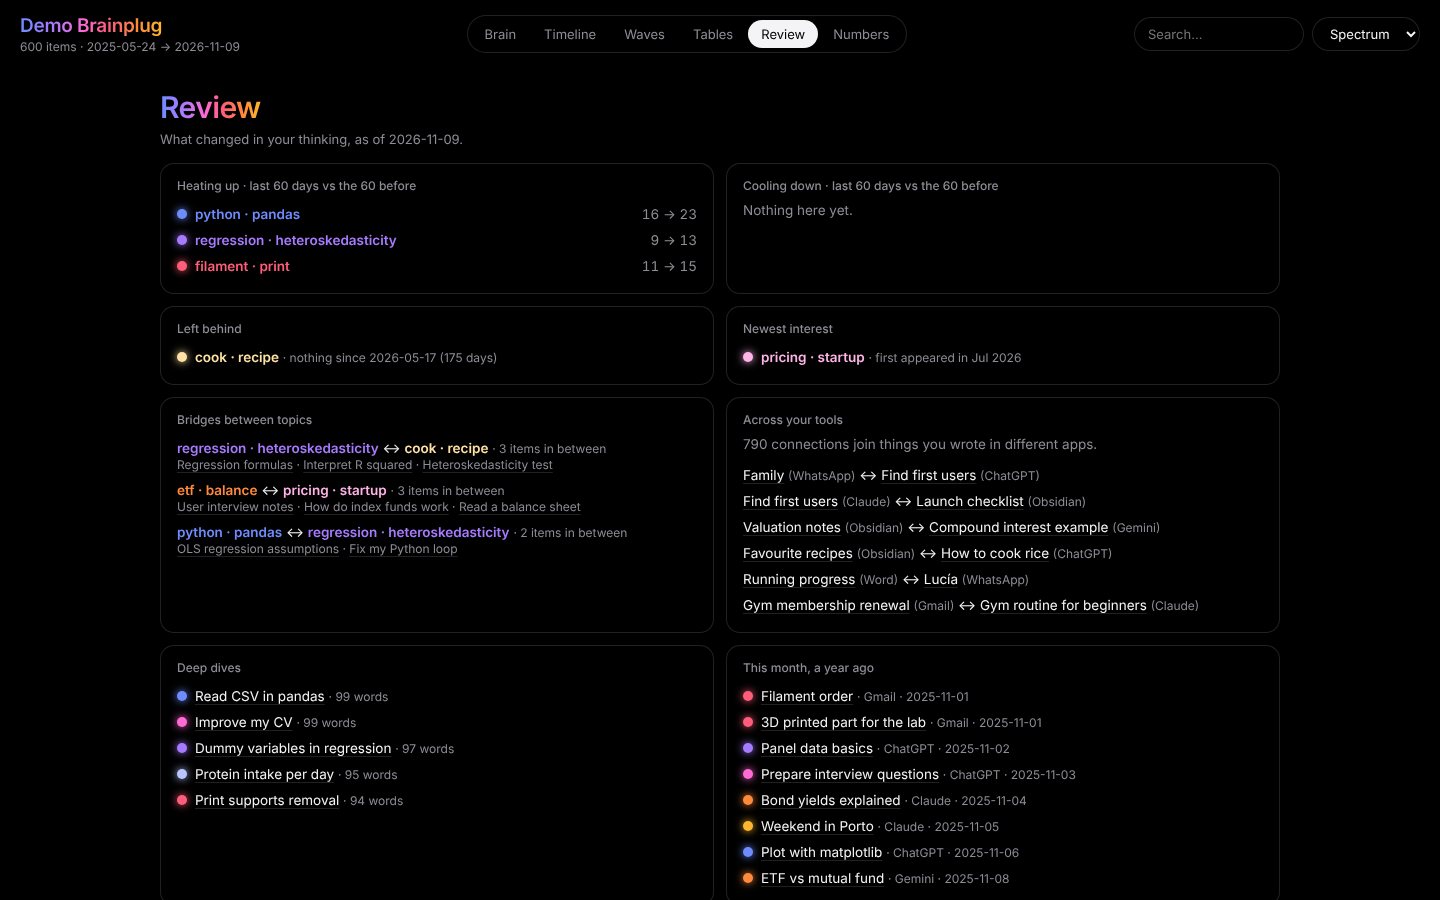 Demo Brainplug
600 items · 2025-05-24 → 2026-11-09
Brain Timeline Waves Tables Review Numbers
Search...
Spectrum
Review
What changed in your thinking, as of 2026-11-09.
Heating up · last 60 days vs the 60 before
python · pandas 16 → 23
regression · heteroskedasticity 9 → 13
filament · print 11 → 15
Cooling down · last 60 days vs the 60 before
Nothing here yet.
Left behind
cook · recipe · nothing since 2026-05-17 (175 days)
Newest interest
pricing · startup · first appeared in Jul 2026
Bridges between topics
regression · heteroskedasticity ↔ cook · recipe · 3 items in between
Regression formulas · Interpret R squared · Heteroskedasticity test
etf · balance ↔ pricing · startup · 3 items in between
User interview notes · How do index funds work · Read a balance sheet
python · pandas ↔ regression · heteroskedasticity · 2 items in between
OLS regression assumptions · Fix my Python loop
Across your tools
790 connections join things you wrote in different apps.
Family (WhatsApp) ↔ Find first users (ChatGPT)
Find first users (Claude) ↔ Launch checklist (Obsidian)
Valuation notes (Obsidian) ↔ Compound interest example (Gemini)
Favourite recipes (Obsidian) ↔ How to cook rice (ChatGPT)
Running progress (Word) ↔ Lucía (WhatsApp)
Gym membership renewal (Gmail) ↔ Gym routine for beginners (Claude)
Deep dives
Read CSV in pandas · 99 words
Improve my CV · 99 words
Dummy variables in regression · 97 words
Protein intake per day · 95 words
Print supports removal · 94 words
This month, a year ago
Filament order · Gmail · 2025-11-01
3D printed part for the lab · Gmail · 2025-11-01
Panel data basics · ChatGPT · 2025-11-02
Prepare interview questions · ChatGPT · 2025-11-03
Bond yields explained · Claude · 2025-11-04
Weekend in Porto · Claude · 2025-11-05
Plot with matplotlib · ChatGPT · 2025-11-06
ETF vs mutual fund · Gemini · 2025-11-08